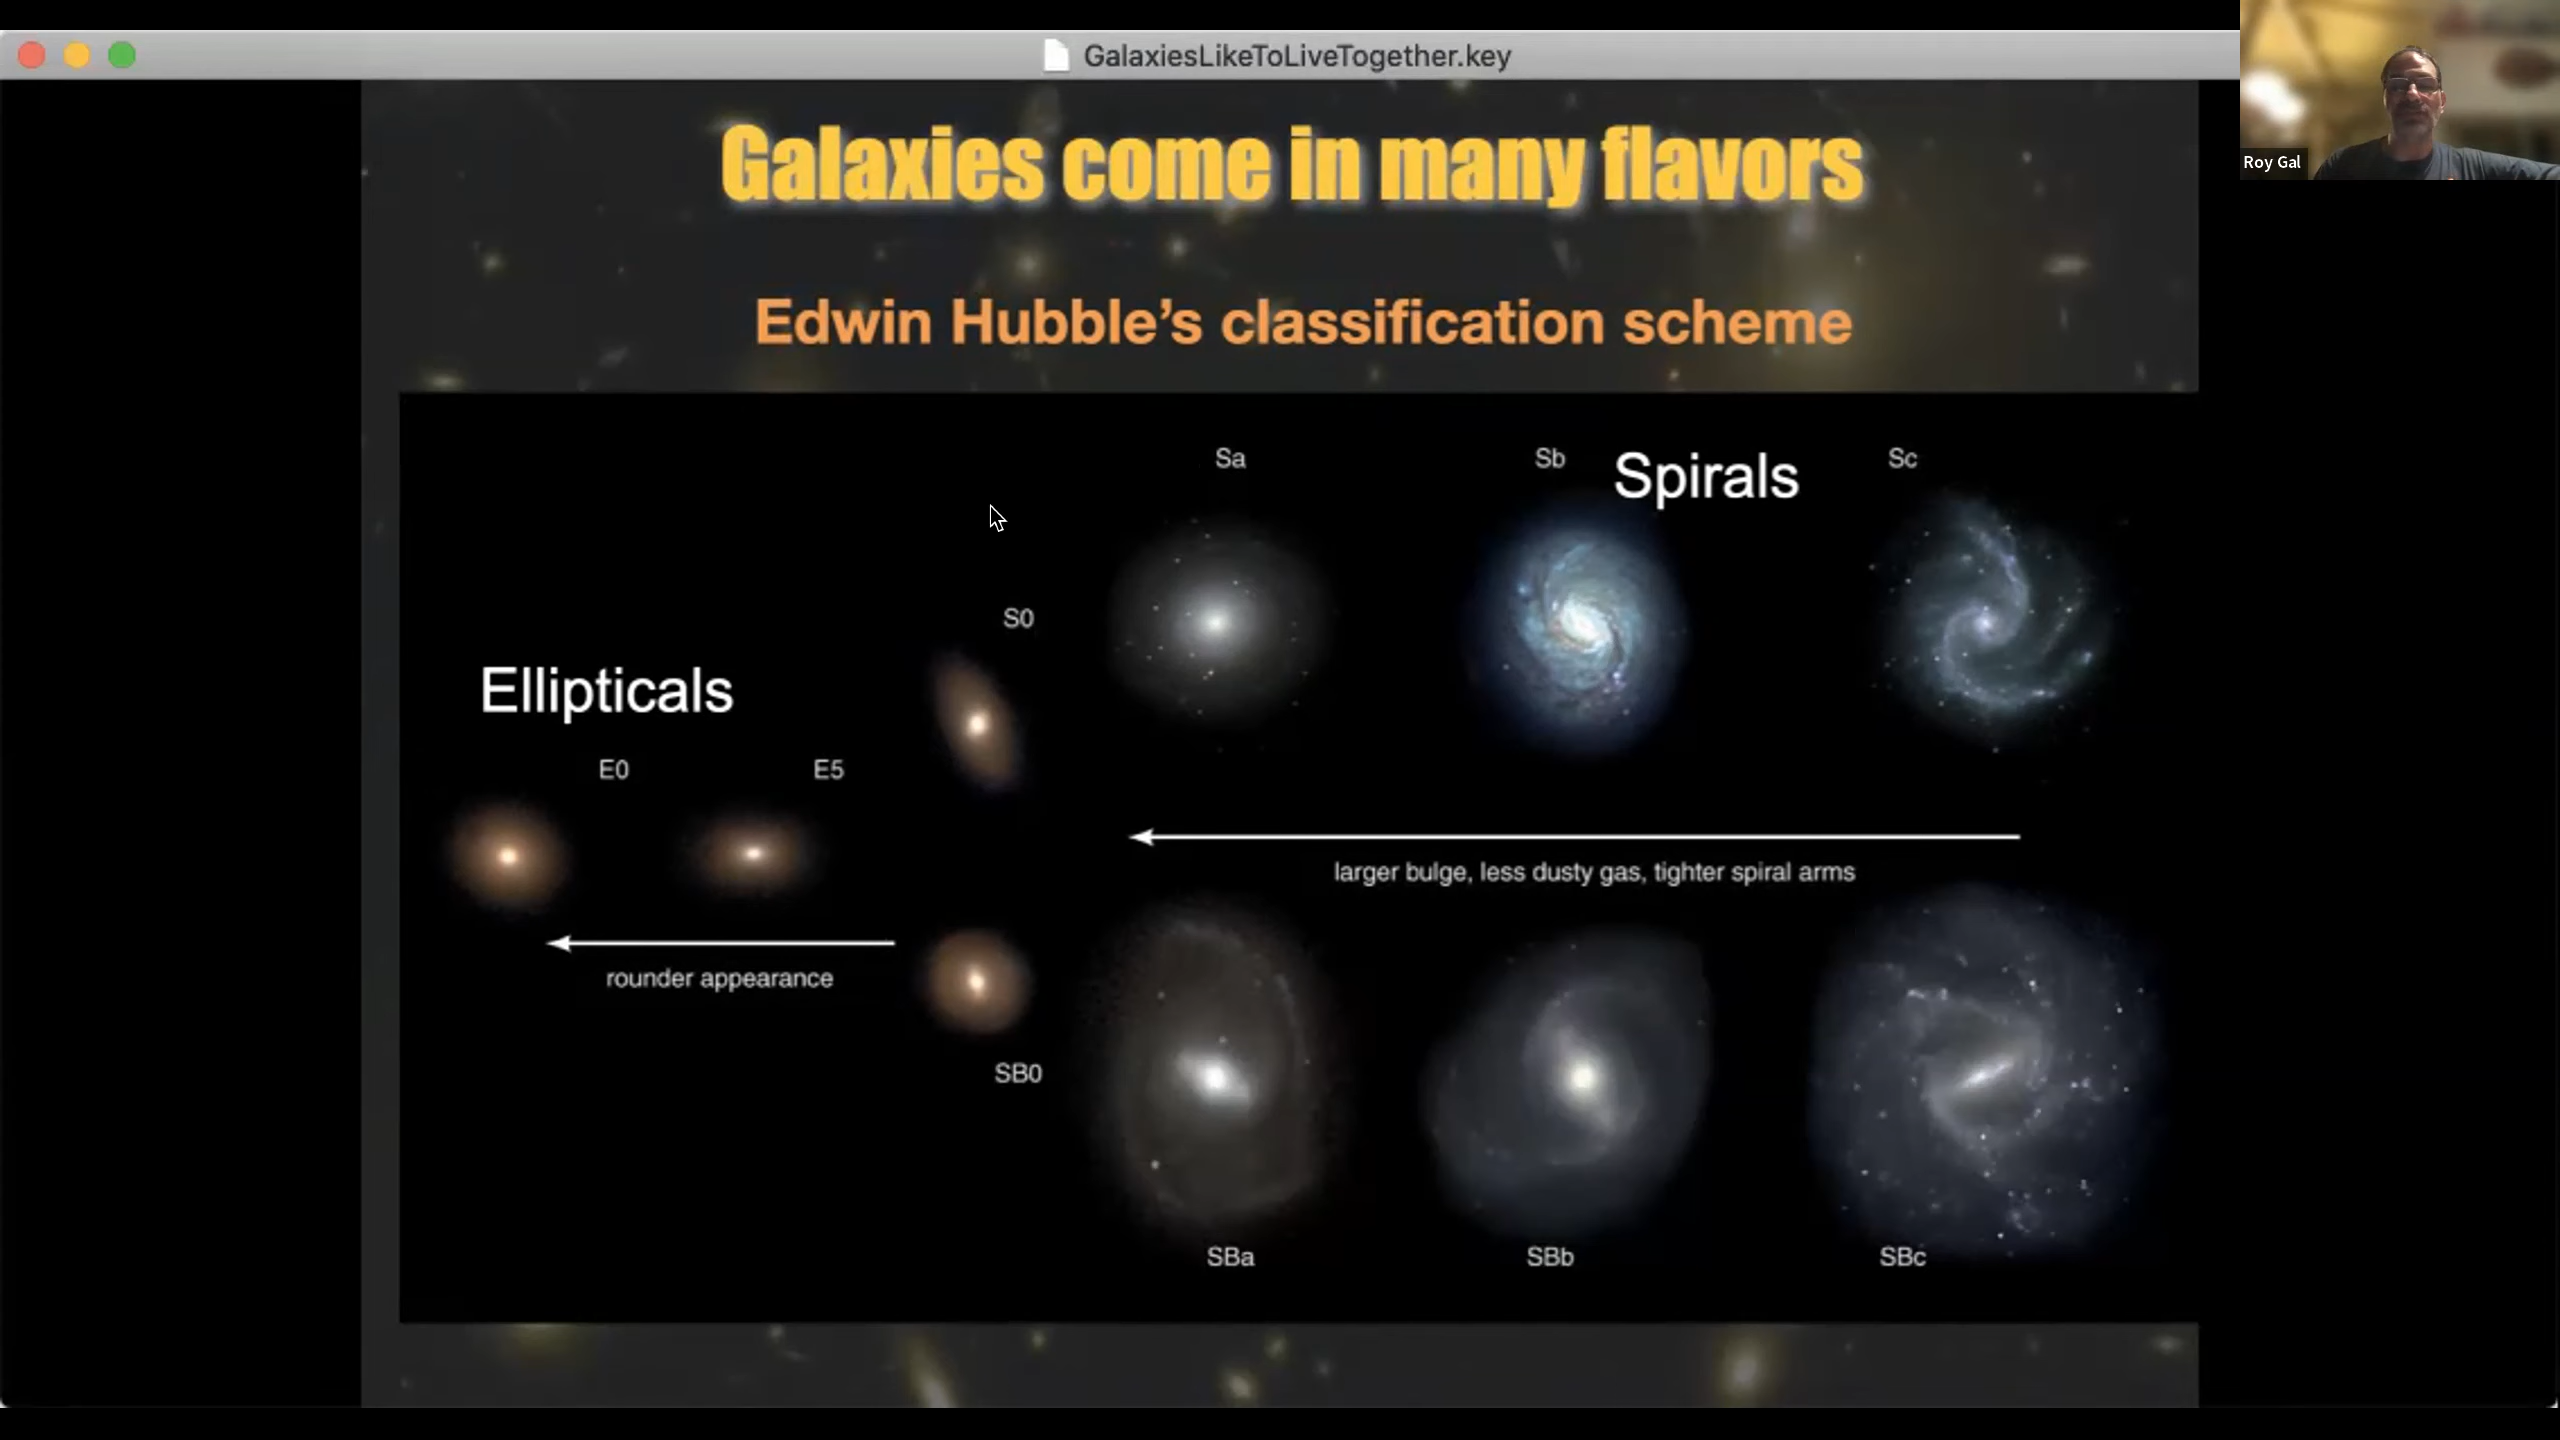 GalaxiesLikeToLiveTogether.key
Roy Gal
Galaxies come in many flavors
Edwin Hubble’s classification scheme
Sa
Sb
Spirals
Sc
S0
Ellipticals
E0
E5
larger bulge, less dusty gas, tighter spiral arms
rounder appearance
SB0
SBa
SBb
SBc